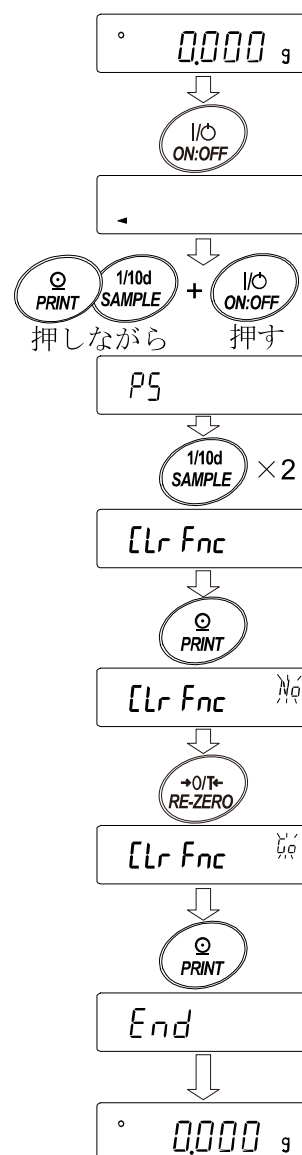 0.000 g
I/⏻
ON:OFF
PRINT
1/10d
SAMPLE
+
I/⏻
ON:OFF
押しながら 押す
PS
1/10d
SAMPLE
×2
CLr Fnc
PRINT
CLr Fnc No
→0/T←
RE-ZERO
CLr Fnc Go
PRINT
End
0.000 g